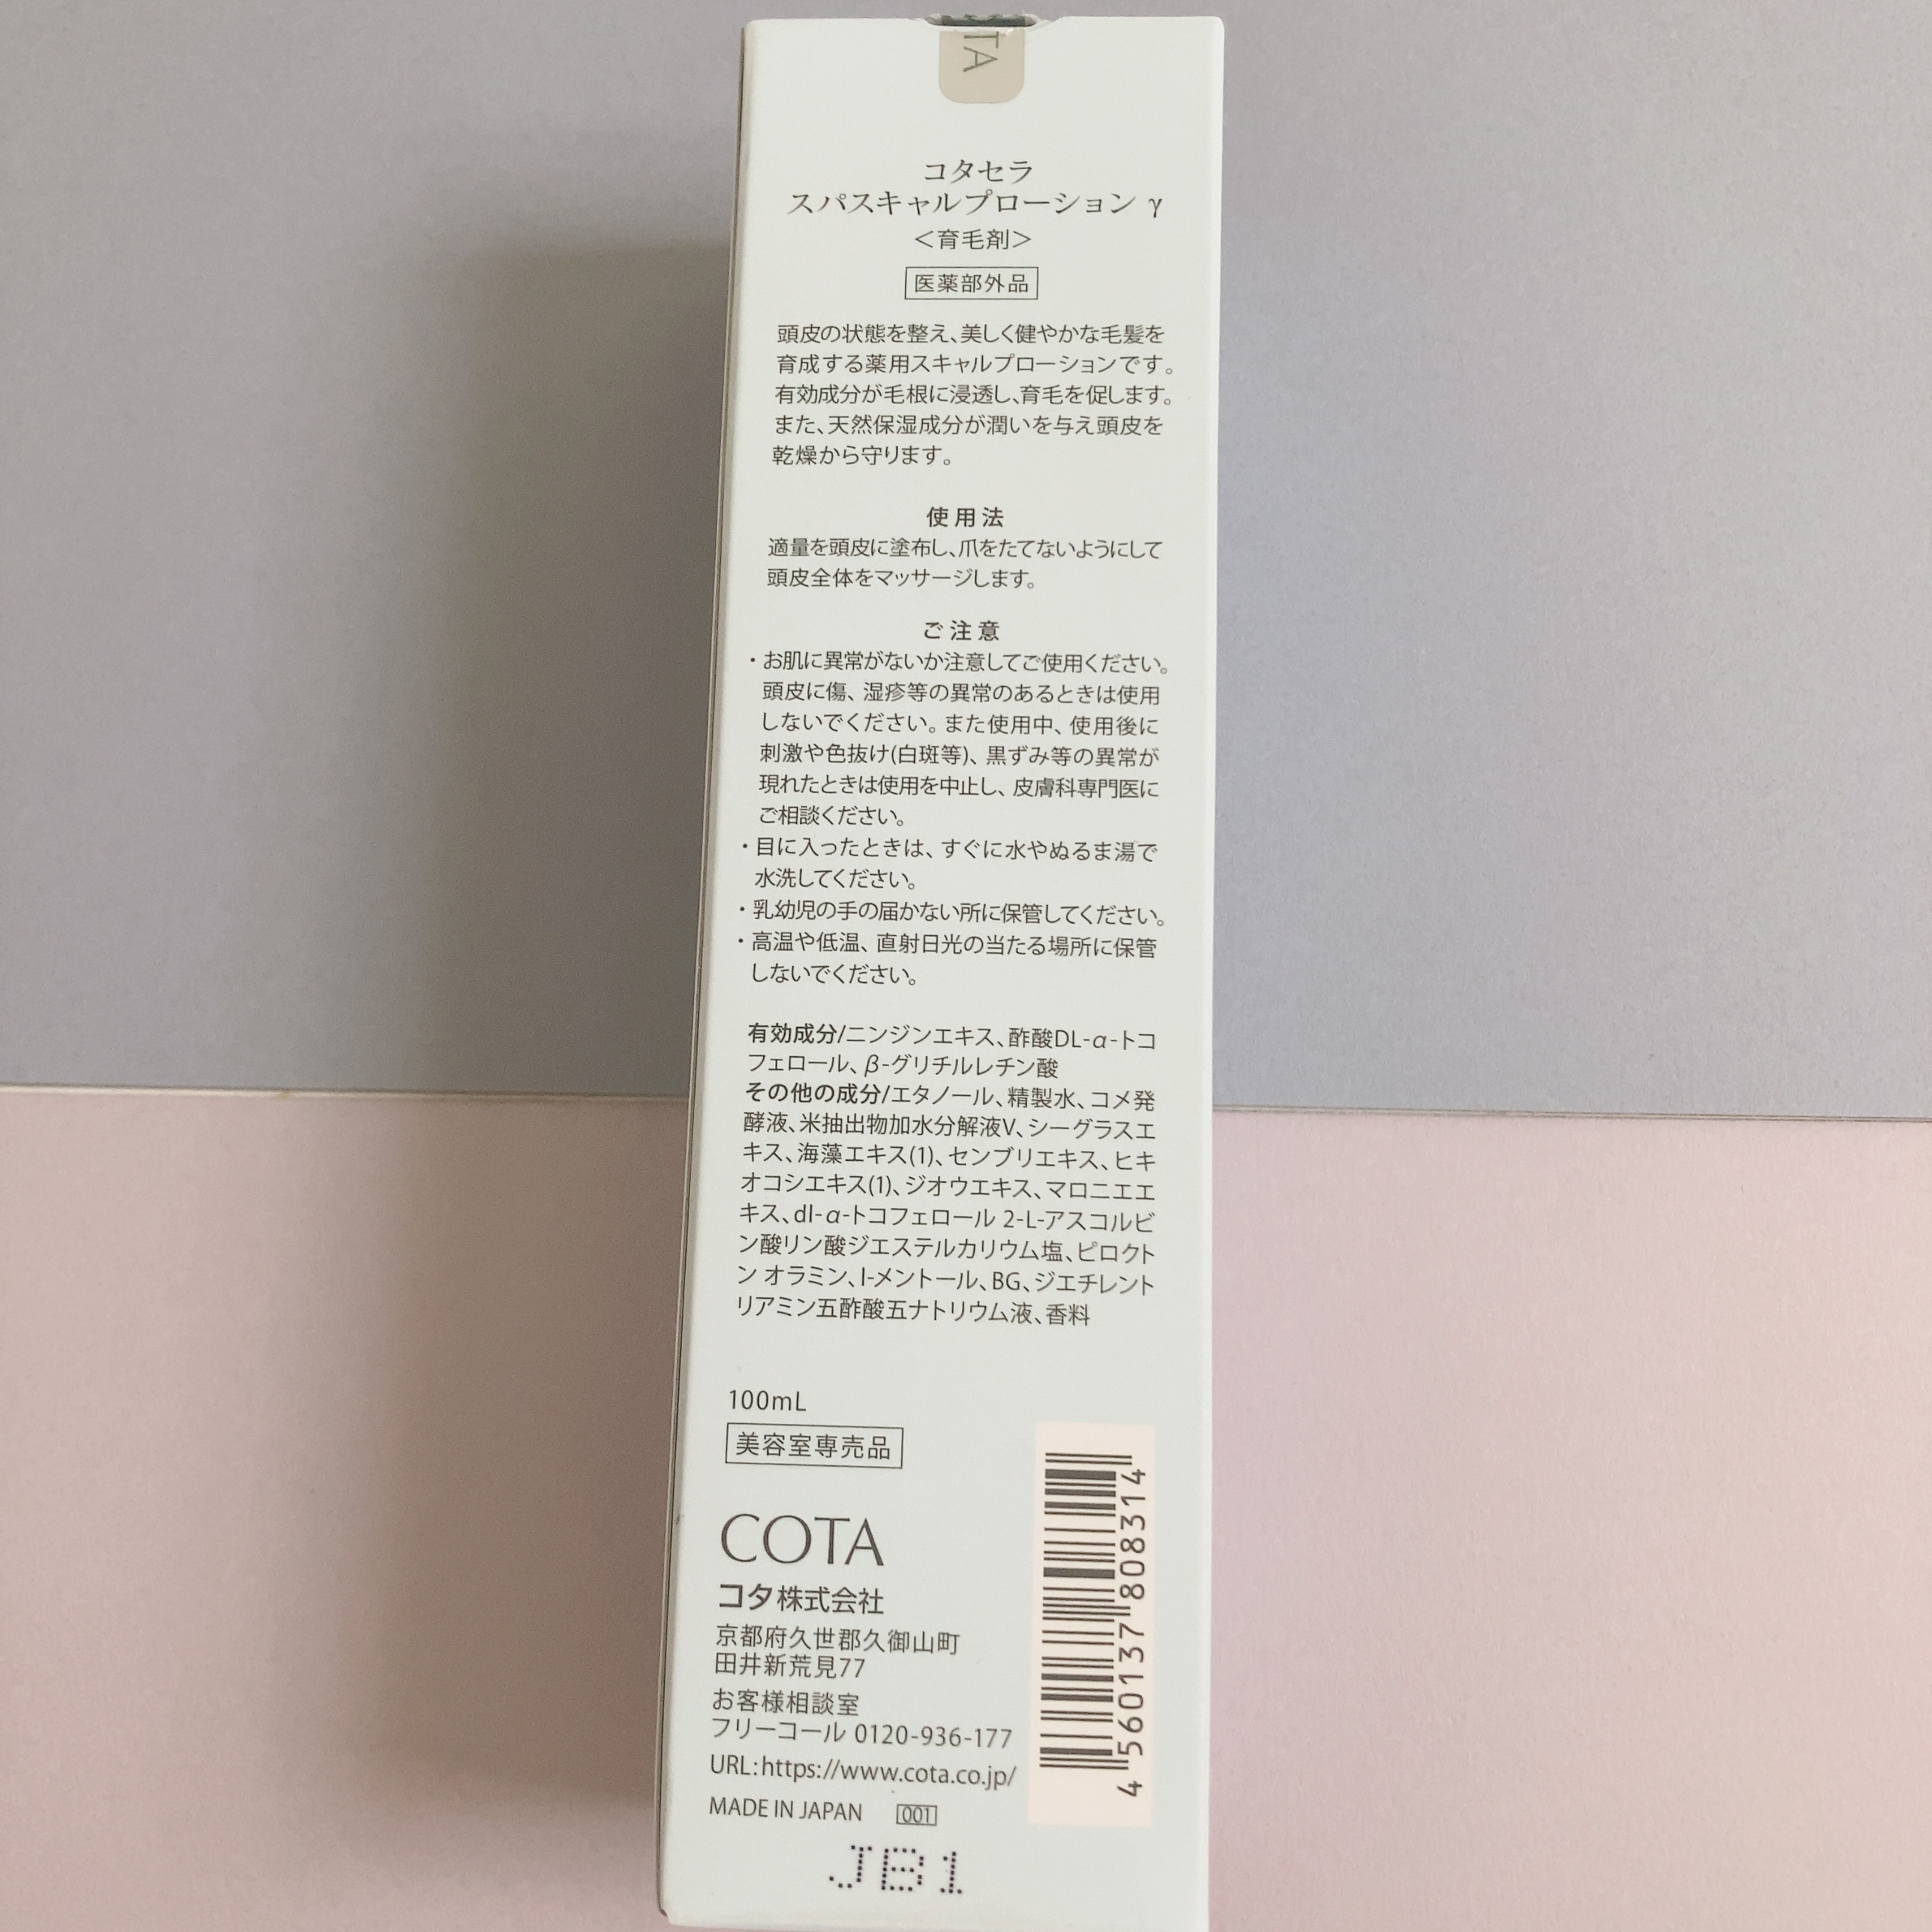 TA
コタセラ
スパスキャルプローション γ
＜育毛剤＞
医薬部外品
頭皮の状態を整え、美しく健やかな毛髪を
育成する薬用スキャルプローションです。
有効成分が毛根に浸透し、育毛を促します。
また、天然保湿成分が潤いを与え頭皮を
乾燥から守ります。
使用法
適量を頭皮に塗布し、爪をたてないようにして
頭皮全体をマッサージします。
ご注意
・お肌に異常がないか注意してご使用ください。
頭皮に傷、湿疹等の異常のあるときは使用
しないでください。また使用中、使用後に
刺激や色抜け(白斑等)、黒ずみ等の異常が
現れたときは使用を中止し、皮膚科専門医に
ご相談ください。
・目に入ったときは、すぐに水やぬるま湯で
水洗してください。
・乳幼児の手の届かない所に保管してください。
・高温や低温、直射日光の当たる場所に保管
しないでください。
有効成分/ニンジンエキス、酢酸DL-α-トコ
フェロール、β-グリチルレチン酸
その他の成分/エタノール、精製水、コメ発
酵液、米抽出物加水分解液V、シーグラスエ
キス、海藻エキス(1)、センブリエキス、ヒキ
オコシエキス(1)、ジオウエキス、マロニエエ
キス、dl-α-トコフェロール 2-L-アスコルビ
ン酸リン酸ジエステルカリウム塩、ピロクト
ン オラミン、l-メントール、BG、ジエチレント
リアミン五酢酸五ナトリウム液、香料
100mL
美容室専売品
COTA
コタ株式会社
京都府久世郡久御山町
田井新荒見77
お客様相談室
フリーコール 0120-936-177
URL:https://www.cota.co.jp/
MADE IN JAPAN 001
4 560137 808314
JB1